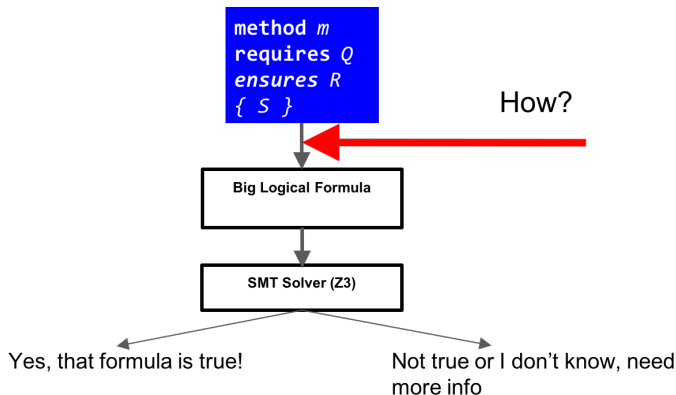 method m
requires Q
ensures R
{ S }
How?
Big Logical Formula
SMT Solver (Z3)
Yes, that formula is true!
Not true or I don't know, need
more info